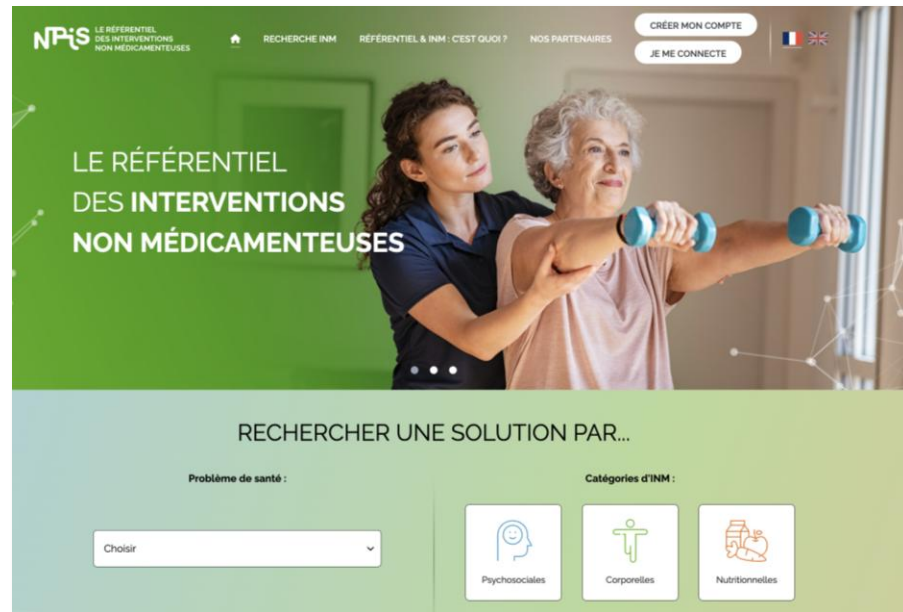 NPIS
LE RÉFÉRENTIEL
DES INTERVENTIONS
NON MÉDICAMENTEUSES
RECHERCHE INM
RÉFÉRENTIEL & INM : C'EST QUOI ?
NOS PARTENAIRES
CRÉER MON COMPTE
JE ME CONNECTE
LE RÉFÉRENTIEL
DES INTERVENTIONS
NON MÉDICAMENTEUSES
RECHERCHER UNE SOLUTION PAR...
Problème de santé :
Choisir
Catégories d'INM :
Psychosociales
Corporelles
Nutritionnelles